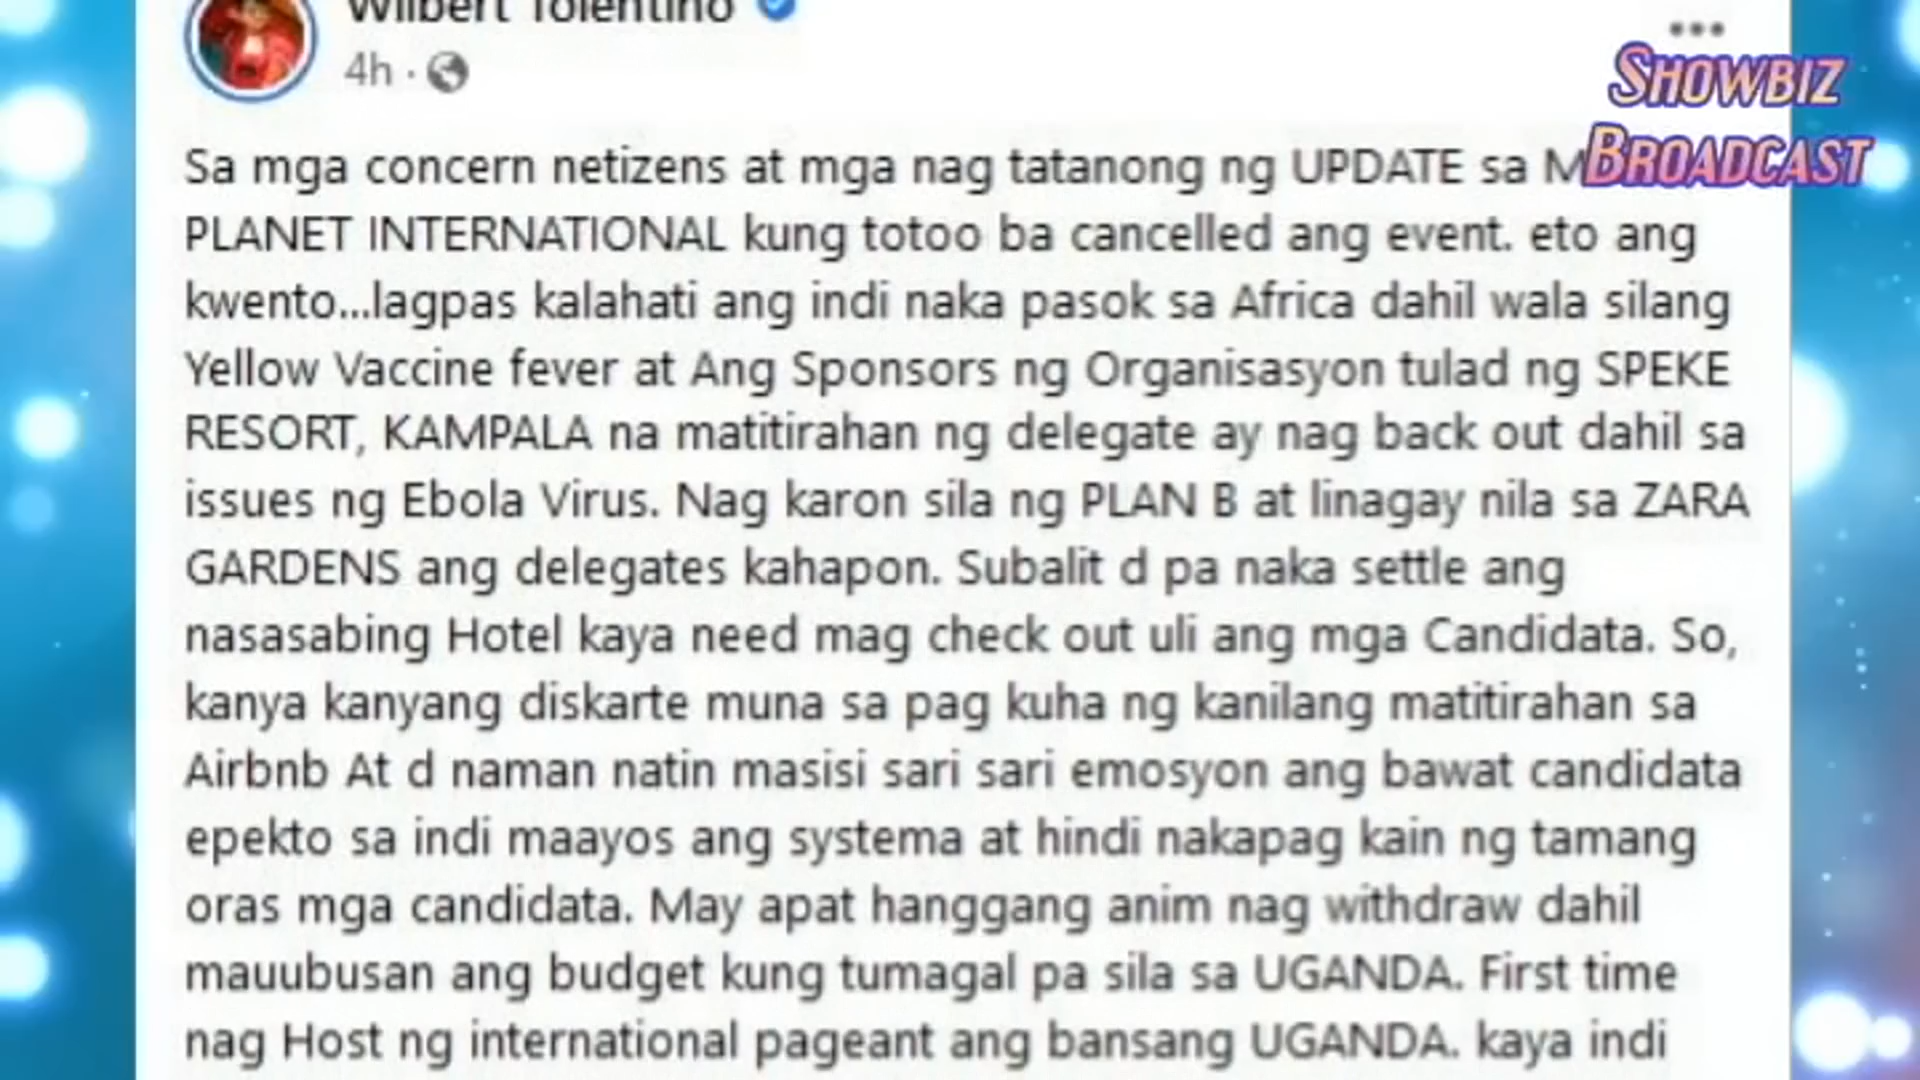 Wilbert Tolentino
4h ·
SHOWBIZ
BROADCAST
Sa mga concern netizens at mga nag tatanong ng UPDATE sa
PLANET INTERNATIONAL kung totoo ba cancelled ang event. eto ang
kwento...lagpas kalahati ang indi naka pasok sa Africa dahil wala silang
Yellow Vaccine fever at Ang Sponsors ng Organisasyon tulad ng SPEKE
RESORT, KAMPALA na matitirahan ng delegate ay nag back out dahil sa
issues ng Ebola Virus. Nag karon sila ng PLAN B at linagay nila sa ZARA
GARDENS ang delegates kahapon. Subalit d pa naka settle ang
nasasabing Hotel kaya need mag check out uli ang mga Candidata. So,
kanya kanyang diskarte muna sa pag kuha ng kanilang matitirahan sa
Airbnb At d naman natin masisi sari sari emosyon ang bawat candidata
epekto sa indi maayos ang systema at hindi nakapag kain ng tamang
oras mga candidata. May apat hanggang anim nag withdraw dahil
mauubusan ang budget kung tumagal pa sila sa UGANDA. First time
nag Host ng international pageant ang bansang UGANDA. kaya indi